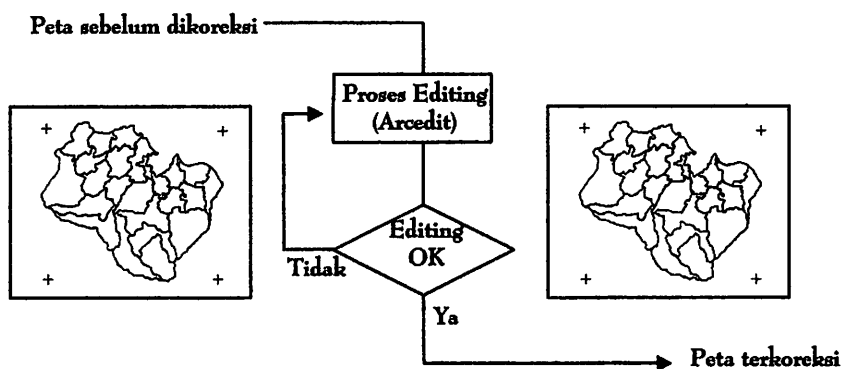 Peta sebelum dikoreksi
Proses Editing
(Arcedit)
Editing
OK
Tidak
Ya
Peta terkoreksi